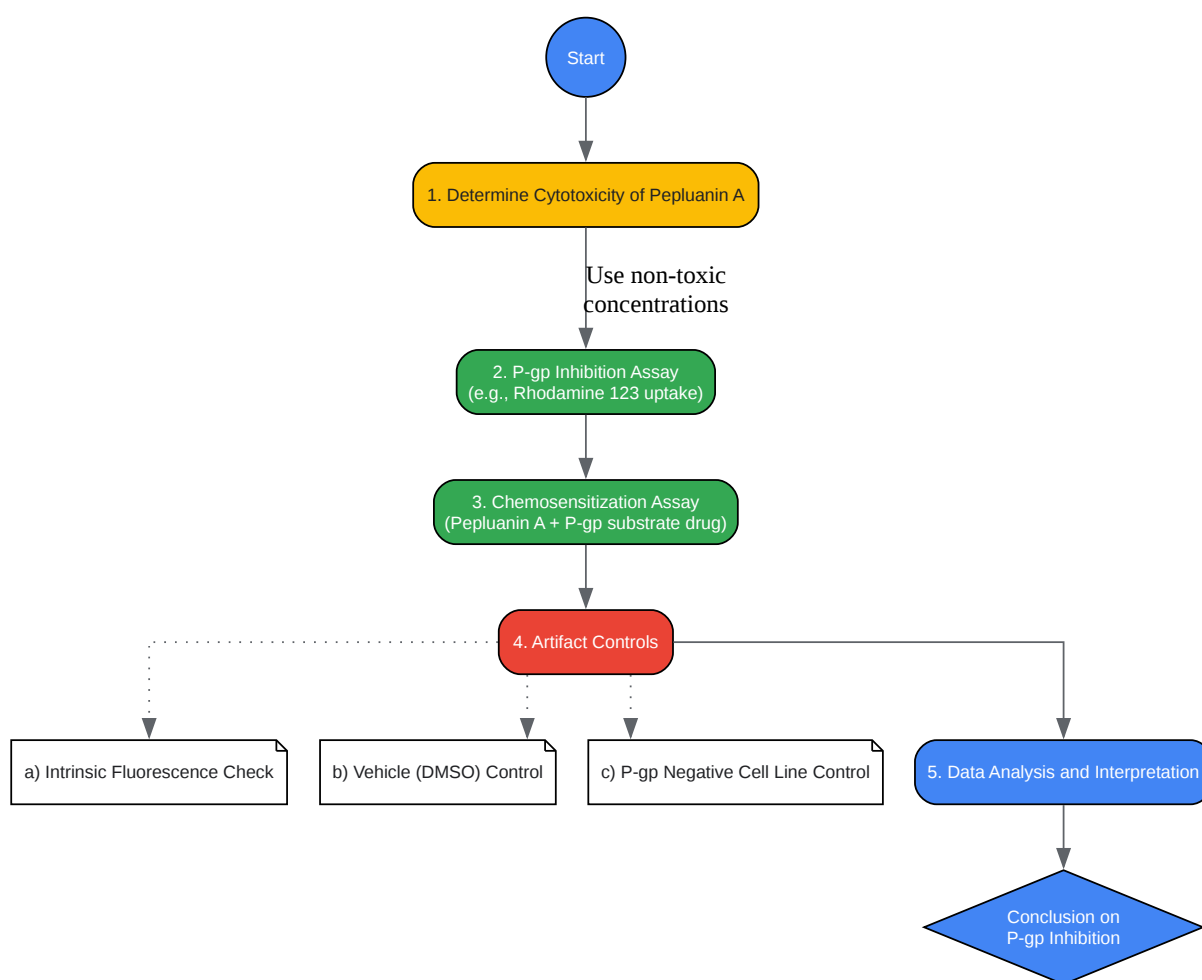 Start
1. Determine Cytotoxicity of Pepluanin A
Use non-toxic
concentrations
2. P-gp Inhibition Assay
(e.g., Rhodamine 123 uptake)
3. Chemosensitization Assay
(Pepluanin A + P-gp substrate drug)
4. Artifact Controls
a) Intrinsic Fluorescence Check
b) Vehicle (DMSO) Control
c) P-gp Negative Cell Line Control
5. Data Analysis and Interpretation
Conclusion on
P-gp Inhibition